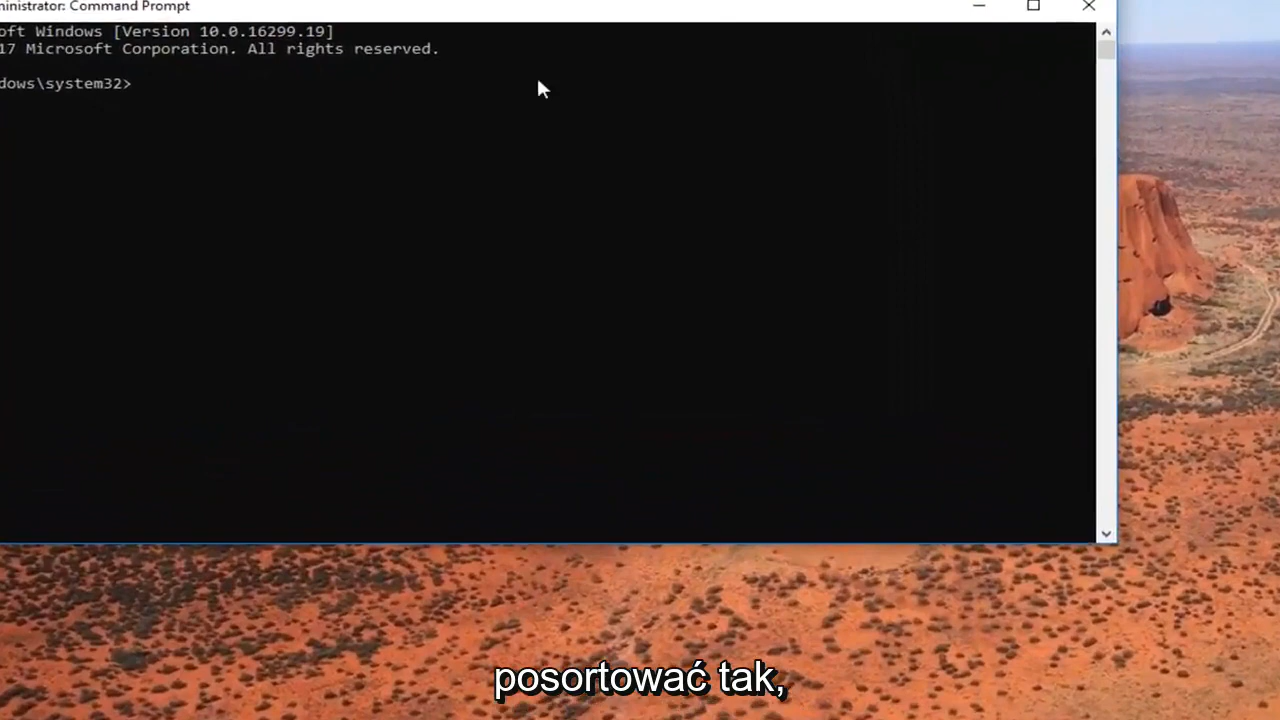 ninistrator: Command Prompt
oft Windows [Version 10.0.16299.19]
17 Microsoft Corporation. All rights reserved.
dows\system32>
posortować tak,